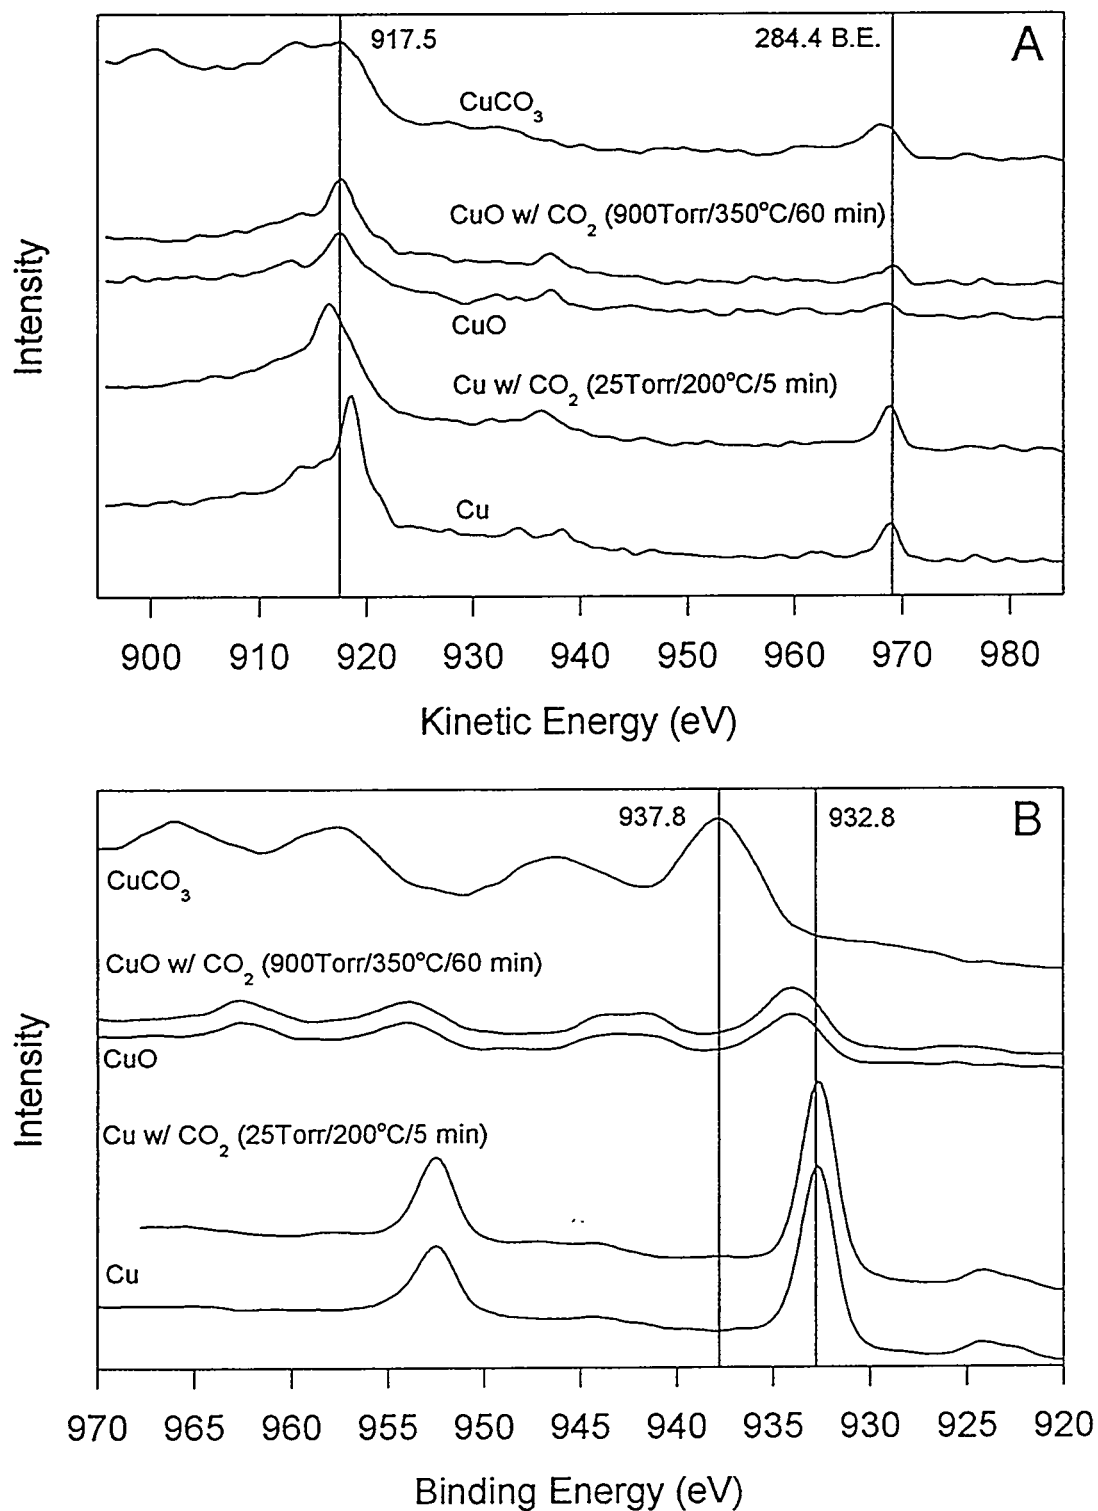 917.5
284.4 B.E.
A
CuCO₃
CuO w/ CO₂ (900Torr/350°C/60 min)
CuO
Cu w/ CO₂ (25Torr/200°C/5 min)
Cu
Intensity
900 910 920 930 940 950 960 970 980
Kinetic Energy (eV)
937.8
932.8
B
CuCO₃
CuO w/ CO₂ (900Torr/350°C/60 min)
CuO
Cu w/ CO₂ (25Torr/200°C/5 min)
Cu
Intensity
970 965 960 955 950 945 940 935 930 925 920
Binding Energy (eV)